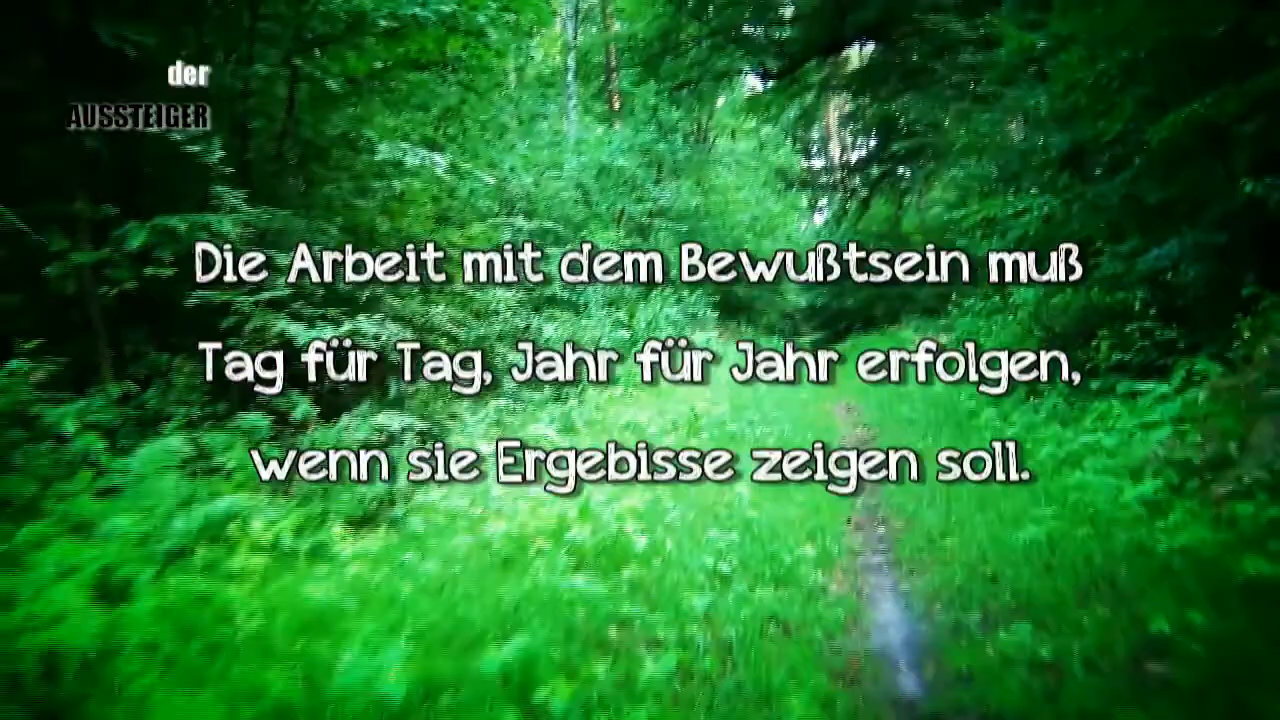 der
AUSSTEIGER
Die Arbeit mit dem Bewußtsein muß
Tag für Tag, Jahr für Jahr erfolgen,
wenn sie Ergebisse zeigen soll.